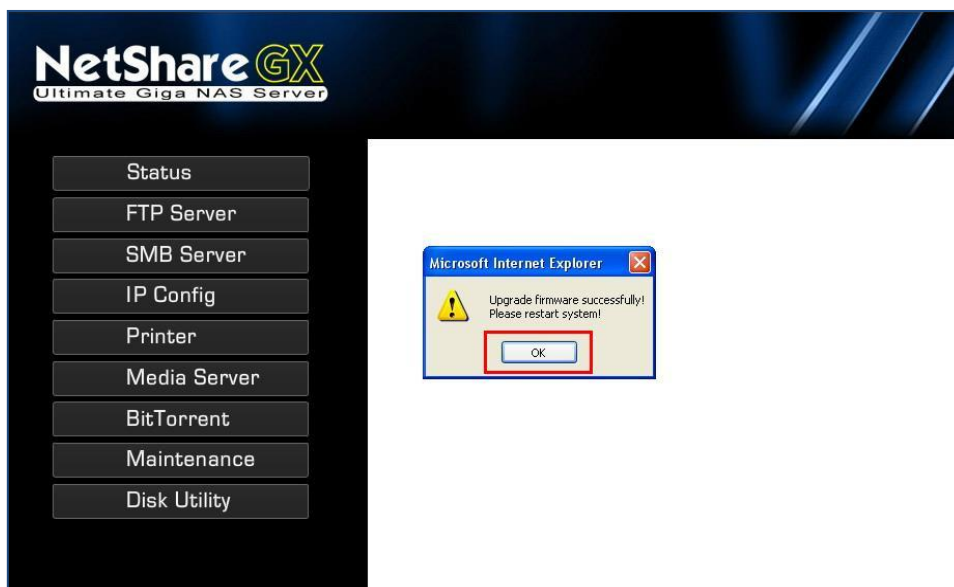 NetShare GX
Ultimate Giga NAS Server
Status
FTP Server
SMB Server
IP Config
Printer
Media Server
BitTorrent
Maintenance
Disk Utility
Microsoft Internet Explorer
Upgrade firmware successfully!
Please restart system!
OK